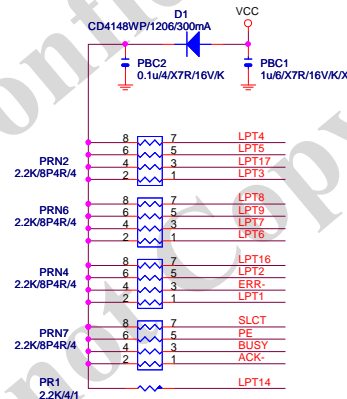 D1
VCC
CD4148WP/1206/300mA
PBC2
0.1u/4/X7R/16V/K
PBC1
1u/6/X7R/16V/K/X
8 7 LPT4
6 5 LPT5
PRN2 4 3 LPT17
2.2K/8P4R/4 2 1 LPT3
8 7 LPT8
PRN6 6 5 LPT9
2.2K/8P4R/4 4 3 LPT7
2 1 LPT6
8 7 LPT16
PRN4 6 5 LPT2
2.2K/8P4R/4 4 3 ERR-
2 1 LPT1
8 7 SLCT
PRN7 6 5 PE
2.2K/8P4R/4 4 3 BUSY
2 1 ACK-
PR1 LPT14
2.2K/4/1
not Copy